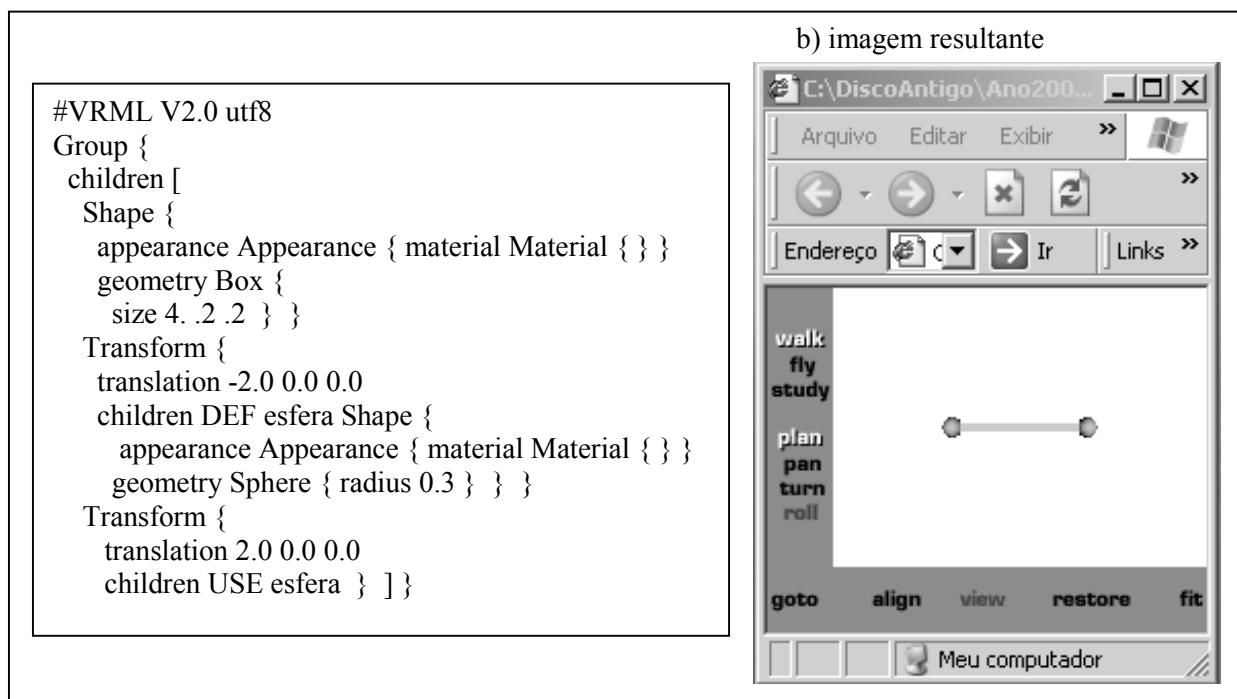 b) imagem resultante
#VRML V2.0 utf8
Group {
children [
Shape {
appearance Appearance { material Material { } }
geometry Box {
size 4. .2 .2 } }
Transform {
translation -2.0 0.0 0.0
children DEF esfera Shape {
appearance Appearance { material Material { } }
geometry Sphere { radius 0.3 } } }
Transform {
translation 2.0 0.0 0.0
children USE esfera } ] }
C:\DiscoAntigo\Ano200...
Arquivo Editar Exibir »
»
Endereço Ir Links »
walk
fly
study
plan
pan
turn
roll
goto align view restore fit
Meu computador